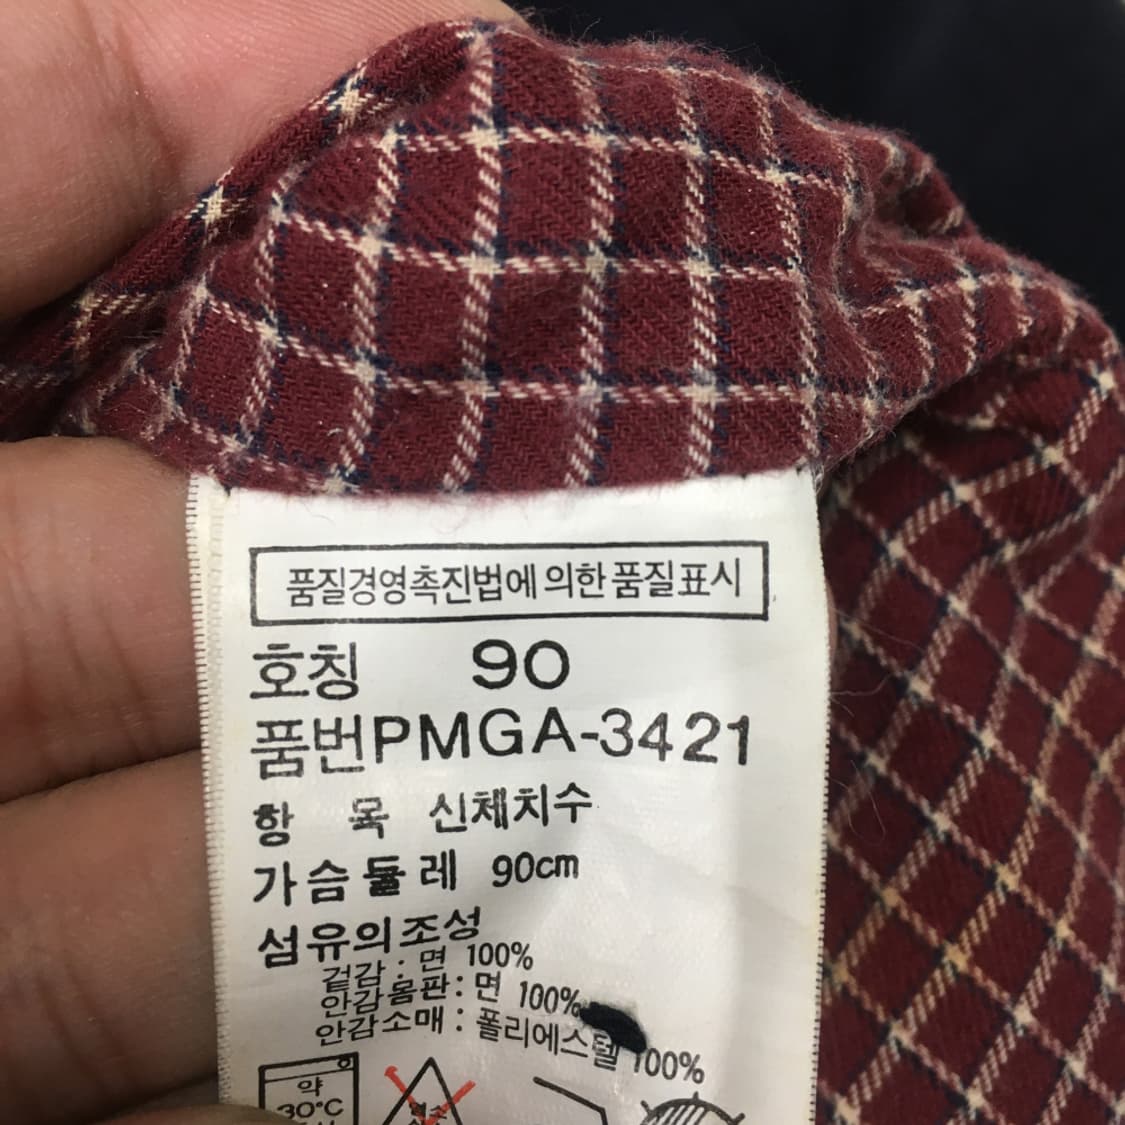 품질경영촉진법에 의한 품질표시
호칭 90
품번PMGA-3421
항 목 신체치수
가슴둘레 90cm
섬유의조성
겉감 : 면 100%
안감몸판 : 면 100%
안감소매 : 폴리에스텔 100%
약
30°C